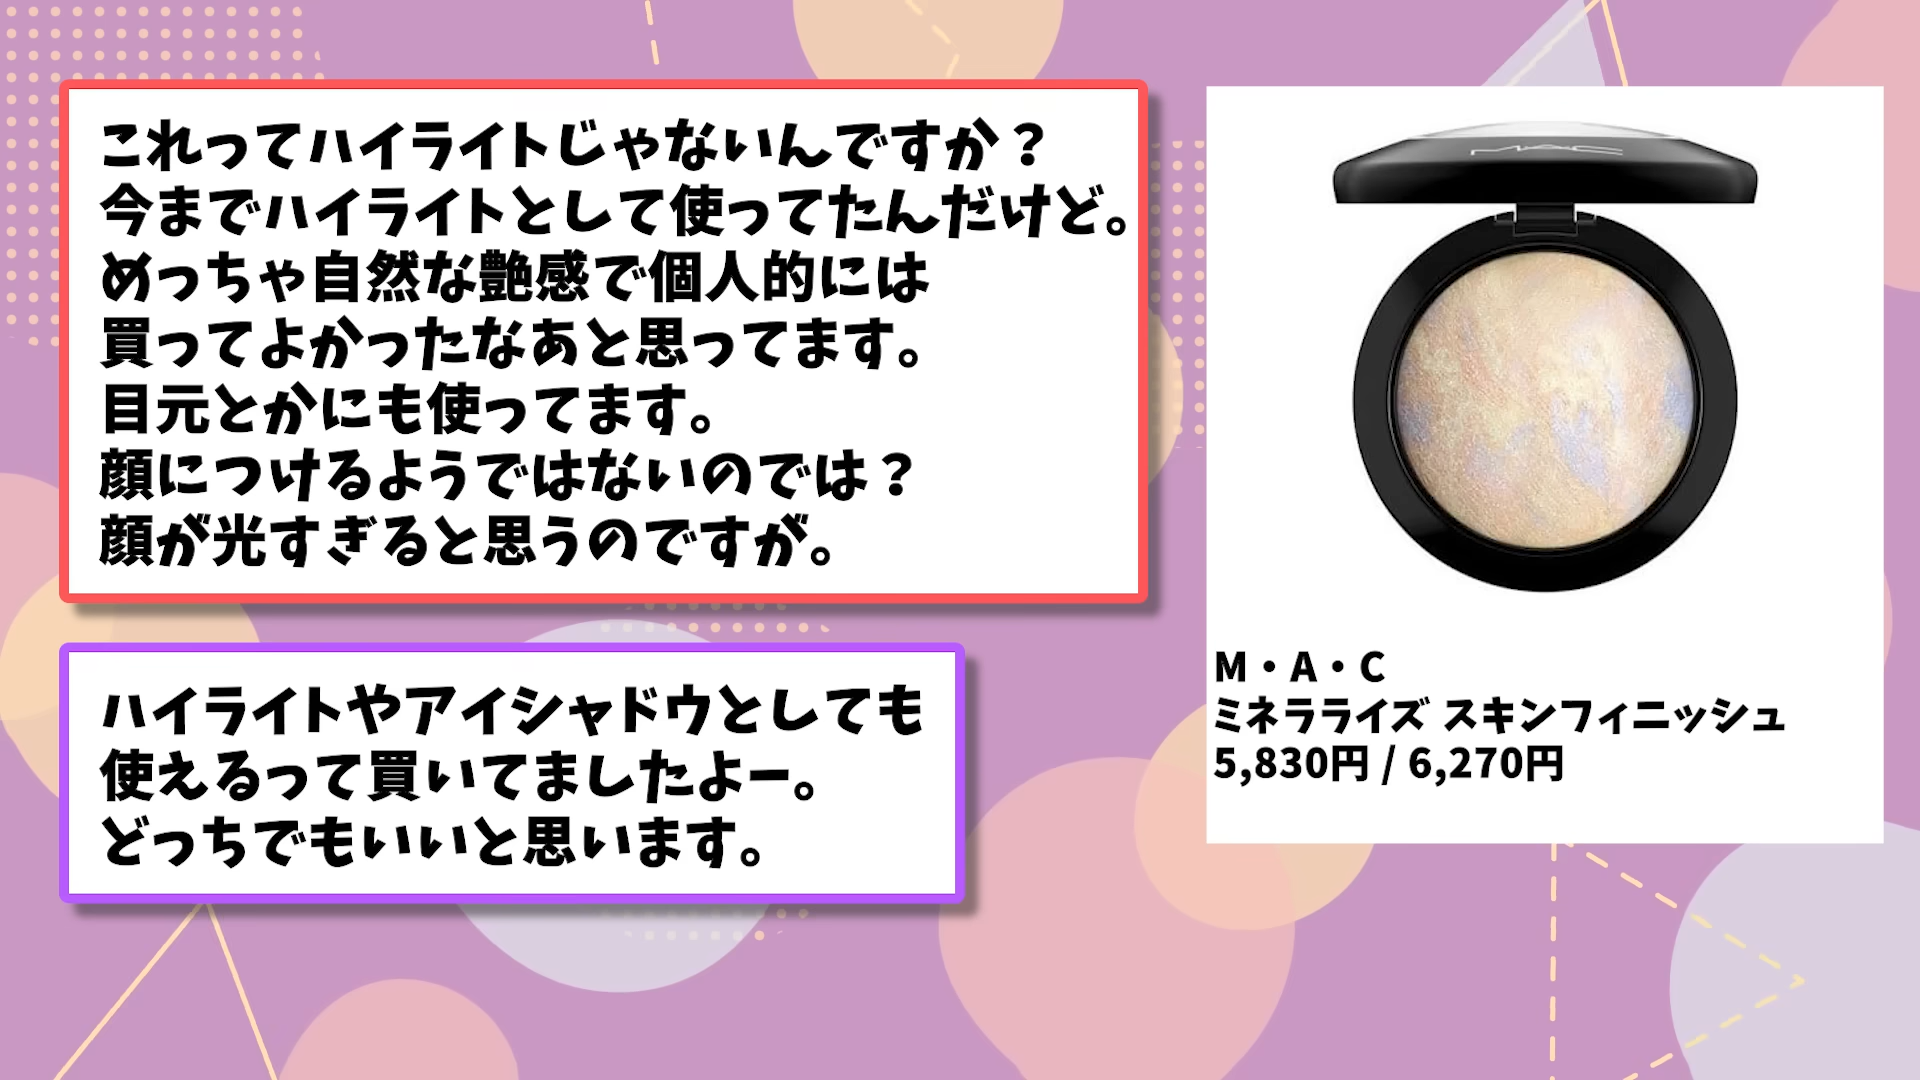 これってハイライトじゃないんですか？
今までハイライトとして使ってたんだけど。
めっちゃ自然な艶感で個人的には
買ってよかったなあと思ってます。
目元とかにも使ってます。
顔につけるようではないのでは？
顔が光すぎると思うのですが。
ハイライトやアイシャドウとしても
使えるって買いてましたよー。
どっちでもいいと思います。
MAC
M・A・C
ミネラライズ スキンフィニッシュ
5,830円 / 6,270円